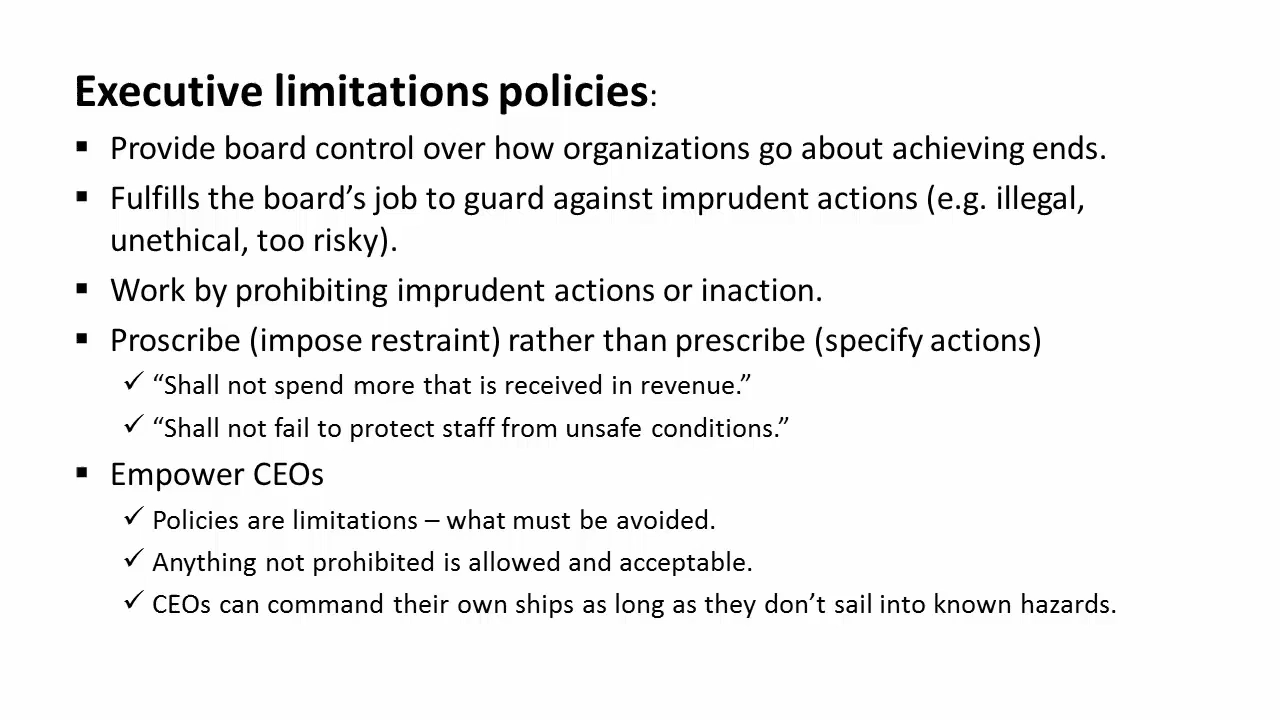 Executive limitations policies:
▪ Provide board control over how organizations go about achieving ends.
▪ Fulfills the board’s job to guard against imprudent actions (e.g. illegal,
unethical, too risky).
▪ Work by prohibiting imprudent actions or inaction.
▪ Proscribe (impose restraint) rather than prescribe (specify actions)
✓ “Shall not spend more that is received in revenue.”
✓ “Shall not fail to protect staff from unsafe conditions.”
▪ Empower CEOs
✓ Policies are limitations – what must be avoided.
✓ Anything not prohibited is allowed and acceptable.
✓ CEOs can command their own ships as long as they don’t sail into known hazards.